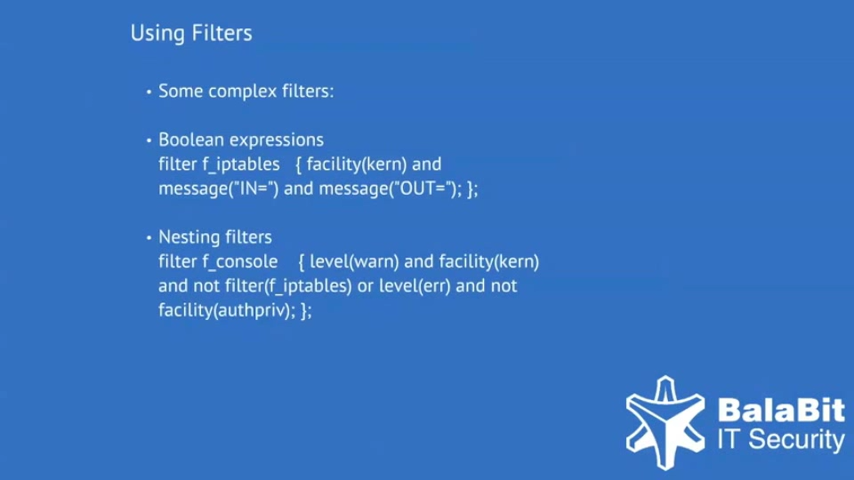 Using Filters
• Some complex filters:
• Boolean expressions
filter f_iptables { facility(kern) and
message("IN=") and message("OUT="); };
• Nesting filters
filter f_console { level(warn) and facility(kern)
and not filter(f_iptables) or level(err) and not
facility(authpriv); };
BalaBit
IT Security